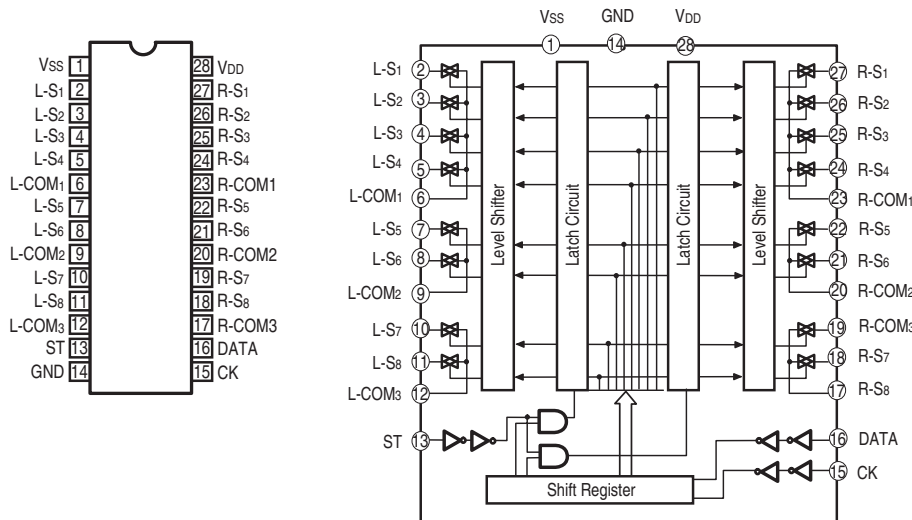 VSS 1 28 VDD
L-S1 2 27 R-S1
L-S2 3 26 R-S2
L-S3 4 25 R-S3
L-S4 5 24 R-S4
L-COM1 6 23 R-COM1
L-S5 7 22 R-S5
L-S6 8 21 R-S6
L-COM2 9 20 R-COM2
L-S7 10 19 R-S7
L-S8 11 18 R-S8
L-COM3 12 17 R-COM3
ST 13 16 DATA
GND 14 15 CK
VSS GND VDD
1 14 28
L-S1 2
L-S2 3
L-S3 4
L-S4 5
L-COM1 6
L-S5 7
L-S6 8
L-COM2 9
L-S7 10
L-S8 11
L-COM3 12
ST 13
Level Shifter
Latch Circuit
Latch Circuit
Level Shifter
27 R-S1
26 R-S2
25 R-S3
24 R-S4
23 R-COM1
22 R-S5
21 R-S6
20 R-COM2
19 R-COM3
18 R-S7
17 R-S8
16 DATA
15 CK
Shift Register